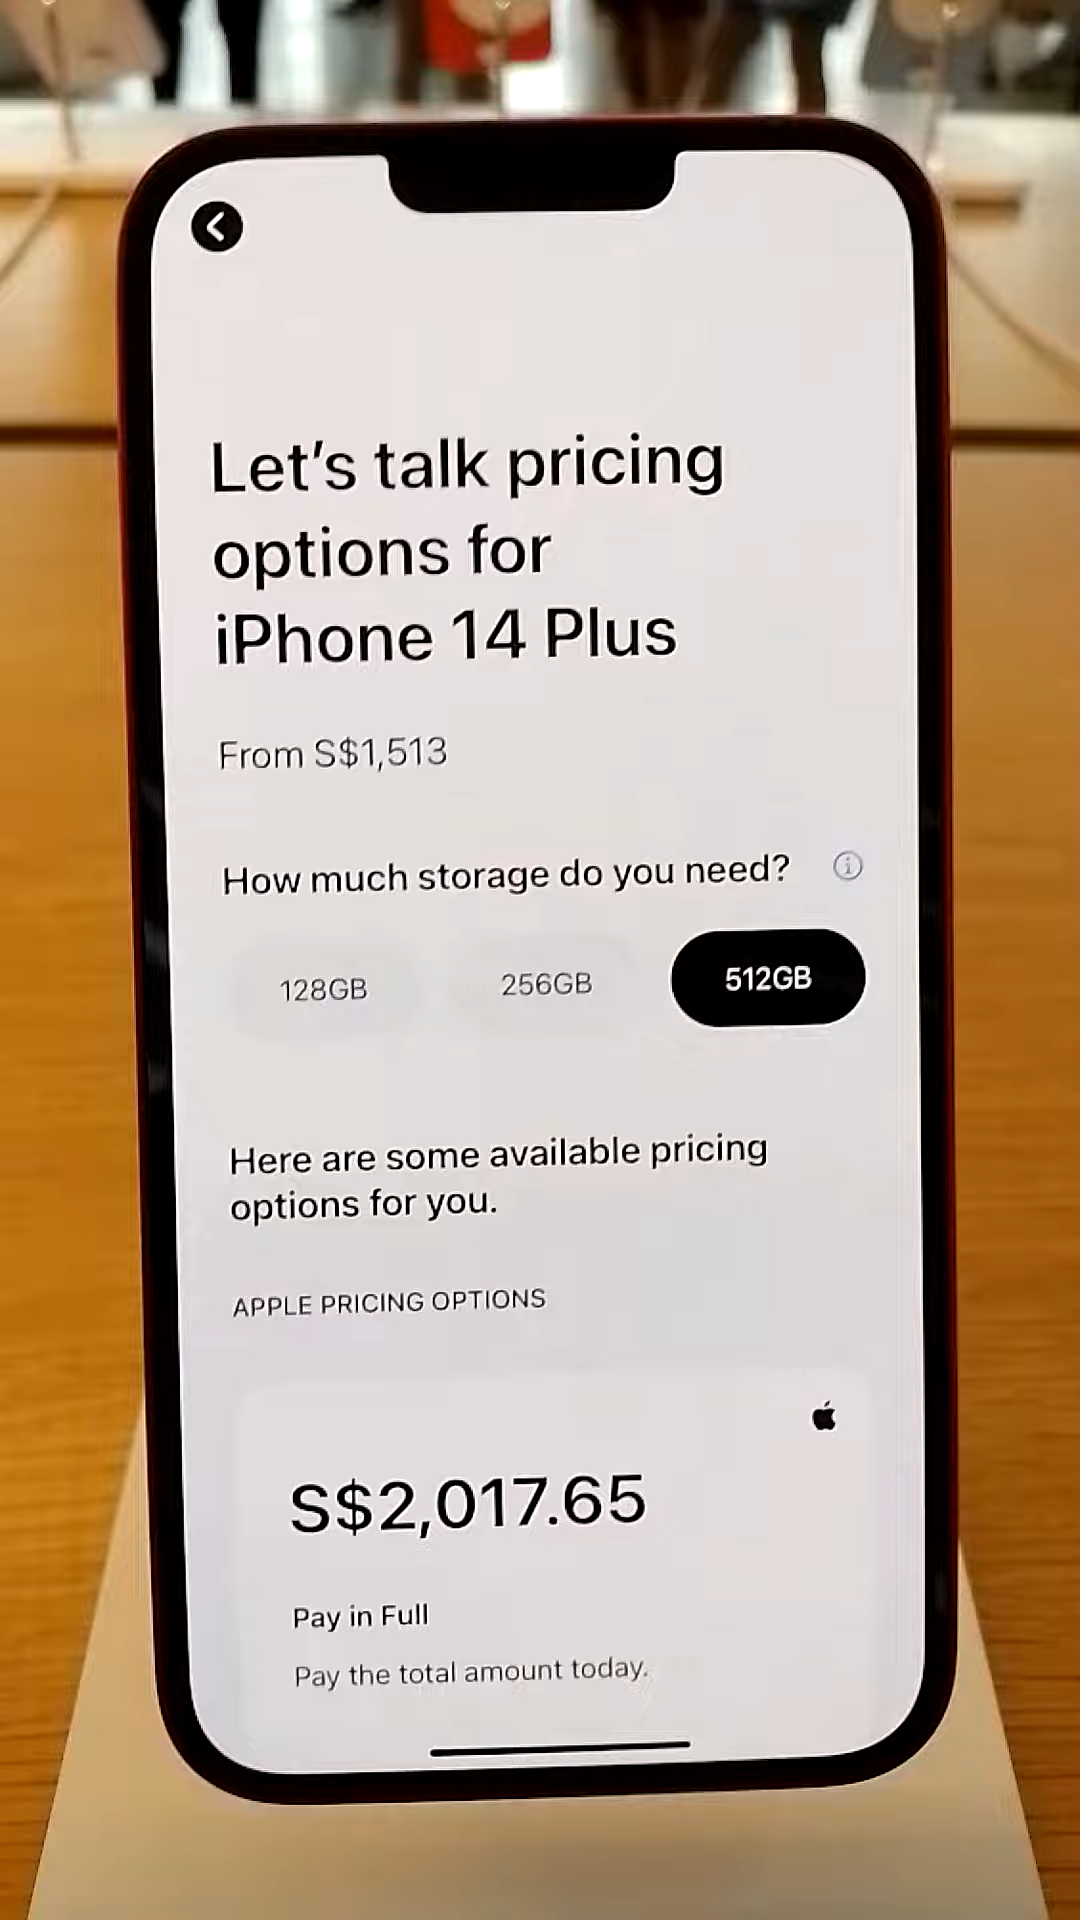 Let's talk pricing
options for
iPhone 14 Plus
From S$1,513
How much storage do you need?
128GB 256GB 512GB
Here are some available pricing
options for you.
APPLE PRICING OPTIONS
S$2,017.65
Pay in Full
Pay the total amount today.